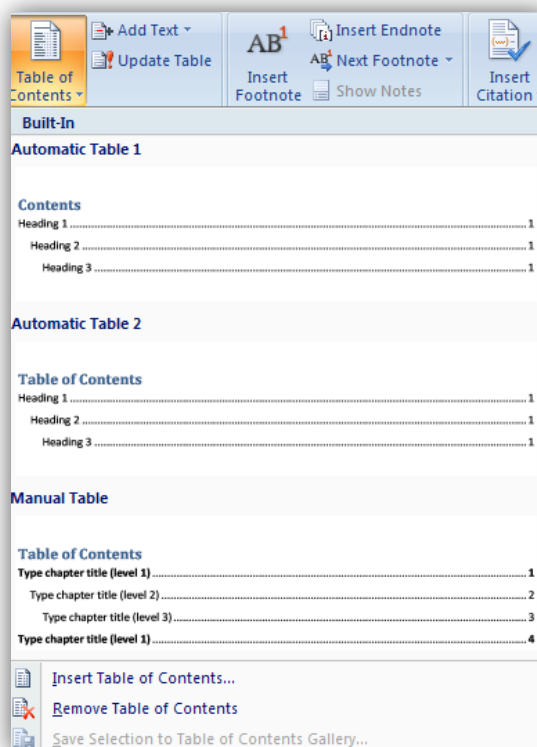 Add Text
Update Table
Table of
Contents
AB1
Insert
Footnote
Insert Endnote
AB Next Footnote
Show Notes
Insert
Citation
Built-In
Automatic Table 1
Contents
Heading 1 1
Heading 2 1
Heading 3 1
Automatic Table 2
Table of Contents
Heading 1 1
Heading 2 1
Heading 3 1
Manual Table
Table of Contents
Type chapter title (level 1) 1
Type chapter title (level 2) 2
Type chapter title (level 3) 3
Type chapter title (level 1) 4
Insert Table of Contents...
Remove Table of Contents
Save Selection to Table of Contents Gallery...